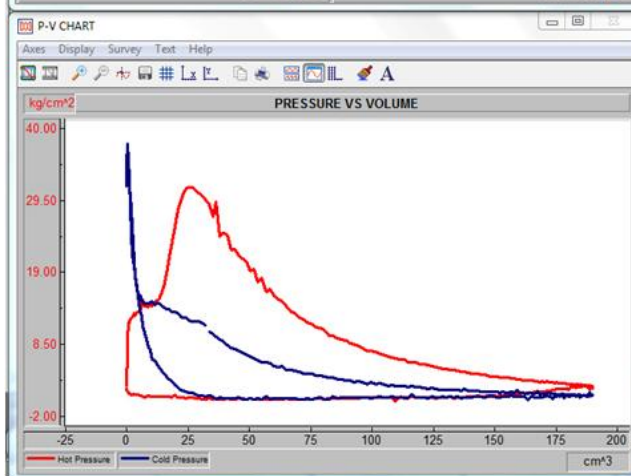 P-V CHART
Axes Display Survey Text Help
A
kg/cm^2 PRESSURE VS VOLUME
40.00
29.50
19.00
8.50
-2.00
-25 0 25 50 75 100 125 150 175 200
Hot Pressure Cold Pressure cm^3